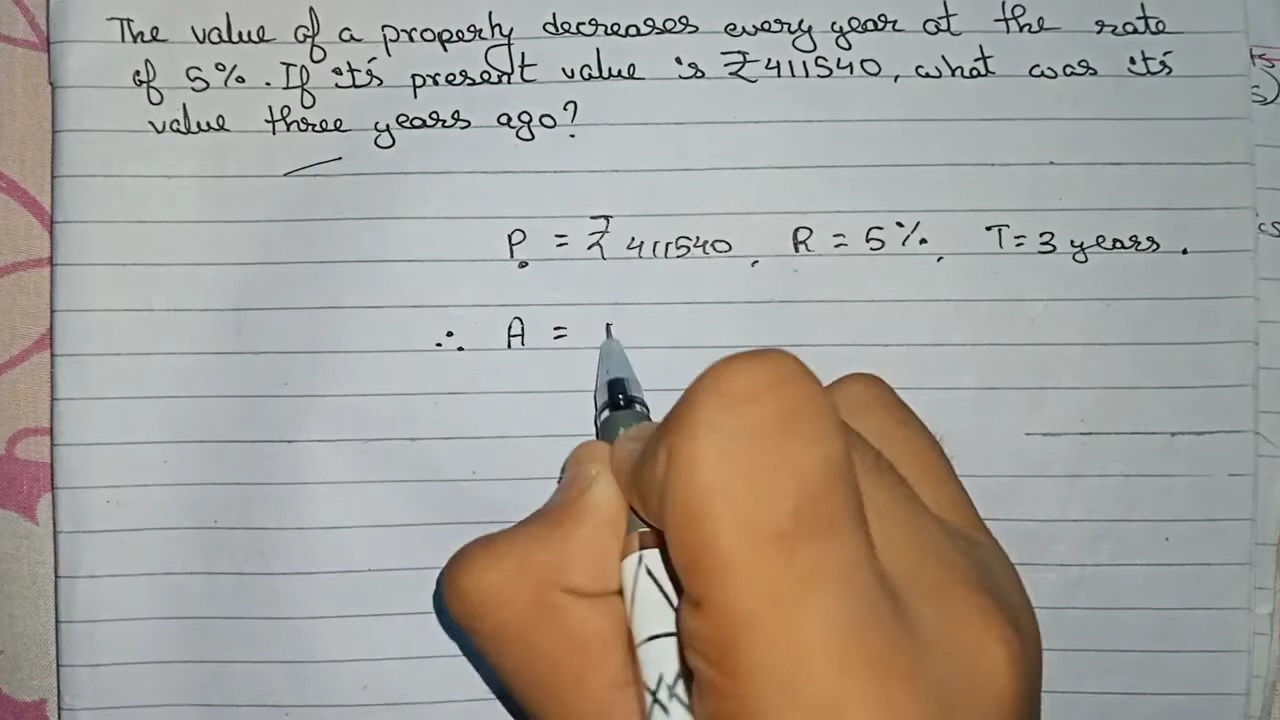 The value of a property decreases every year at the rate
of 5%. If it's present value is ₹411540, what was it's
value three years ago?
P = ₹411540, R = 5%, T = 3 years.
∴ A =